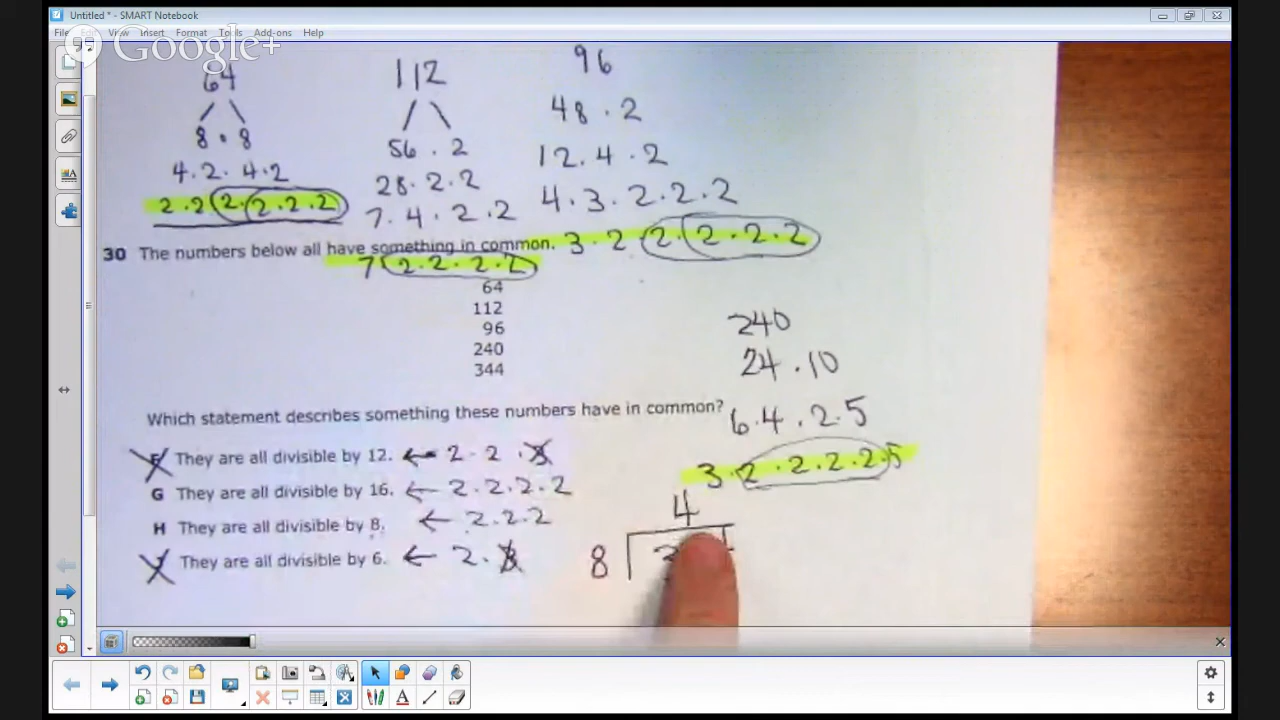 Untitled * - SMART Notebook
File Edit View Insert Format Tools Add-ons Help
Google+
64
8 · 8
4 · 2 · 4 · 2
2 · 2 · 2 · 2 · 2 · 2
112
56 · 2
28 · 2 · 2
7 · 4 · 2 · 2
7 2 · 2 · 2 · 2
96
48 · 2
12 · 4 · 2
4 · 3 · 2 · 2 · 2
3 · 2 2 · 2 · 2 · 2
30 The numbers below all have something in common.
64
112
96
240
344
240
24 · 10
6 · 4 · 2 · 5
3 · 2 · 2 · 2 · 2 · 5
Which statement describes something these numbers have in common?
They are all divisible by 12. ← 2 · 2 · 3
G They are all divisible by 16. ← 2 · 2 · 2 · 2
H They are all divisible by 8. ← 2 · 2 · 2
They are all divisible by 6. ← 2 · 3
4
8